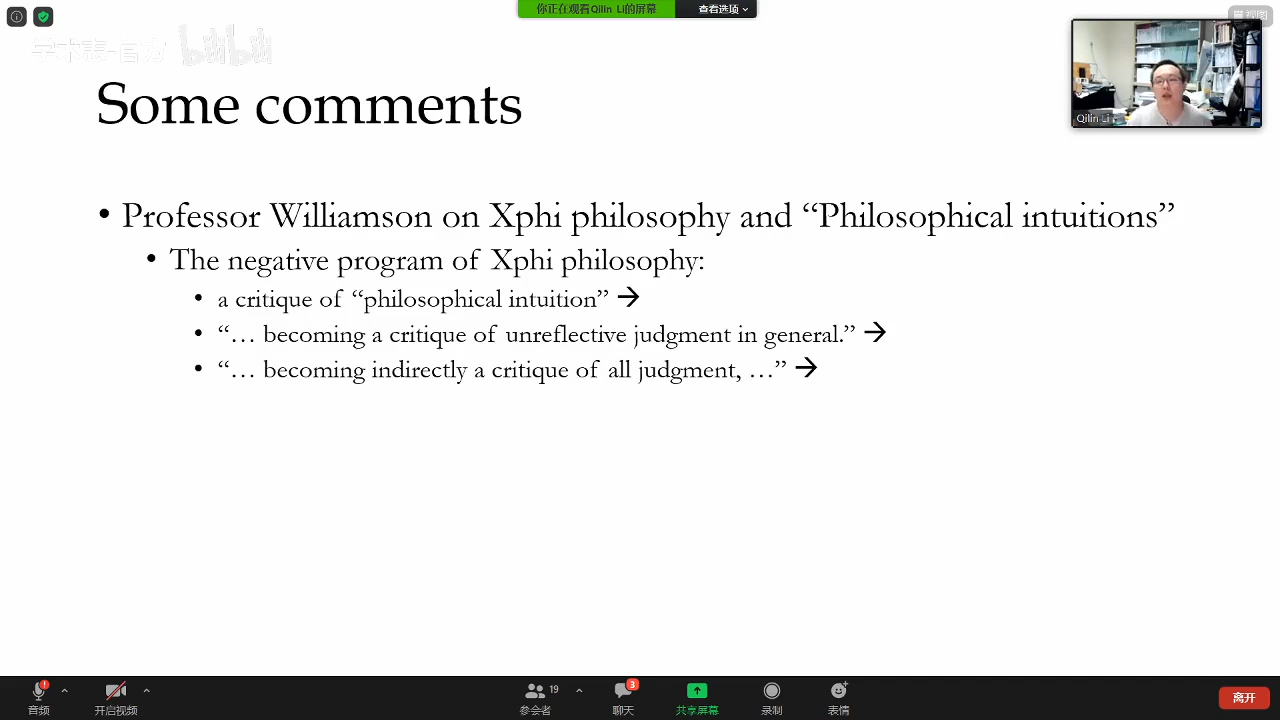 你正在观看Qilin Li的屏幕
查看选项
视图
bilibili
Qilin Li
Some comments
• Professor Williamson on Xphi philosophy and “Philosophical intuitions”
• The negative program of Xphi philosophy:
• a critique of “philosophical intuition” →
• “… becoming a critique of unreflective judgment in general.” →
• “… becoming indirectly a critique of all judgment, …” →
音频
开启视频
19
参会者
3
聊天
共享屏幕
录制
表情
离开